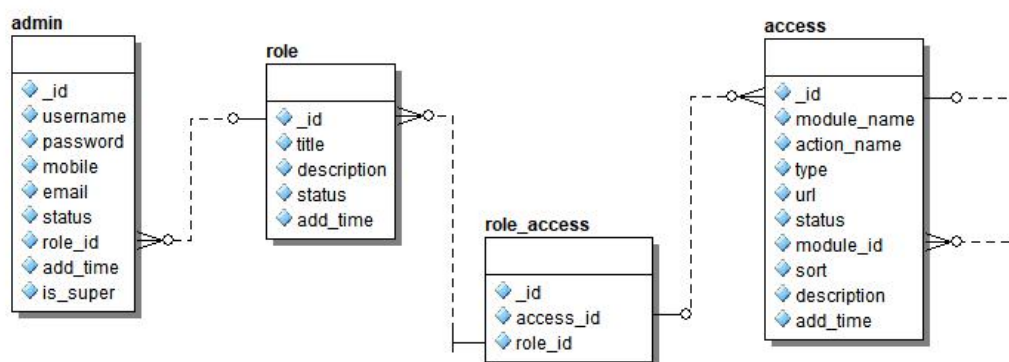 admin
_id
username
password
mobile
email
status
role_id
add_time
is_super
role
_id
title
description
status
add_time
role_access
_id
access_id
role_id
access
_id
module_name
action_name
type
url
status
module_id
sort
description
add_time